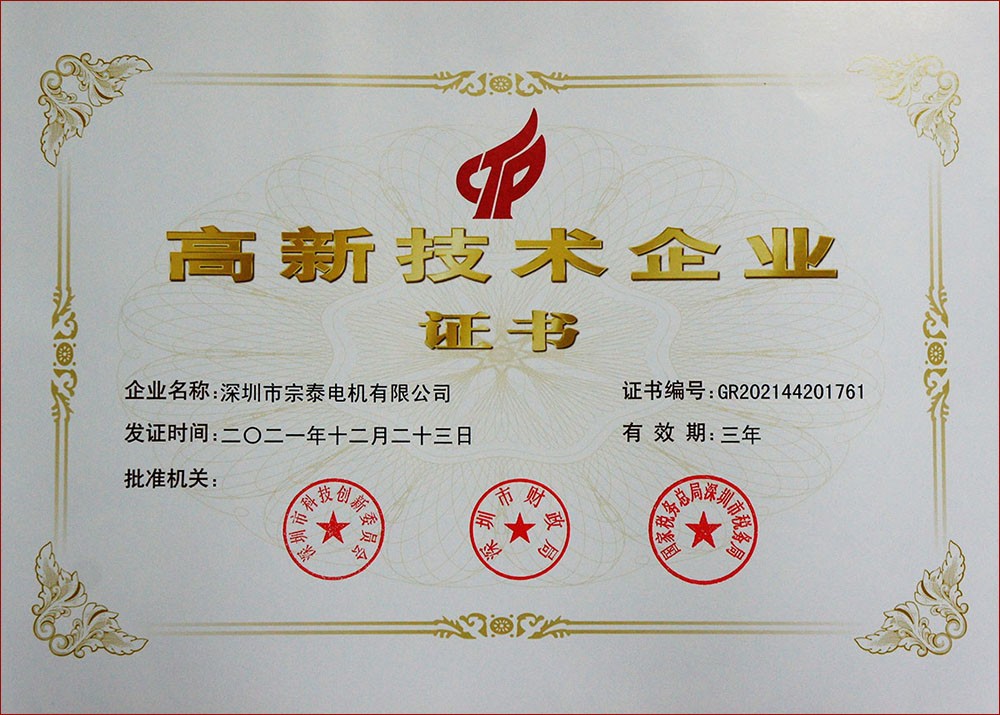 CTP
高新技术企业
证书
企业名称:深圳市宗泰电机有限公司
证书编号:GR202144201761
发证时间:二〇二一年十二月二十三日
有效期:三年
批准机关:
深圳市科技创新委员会
深圳市财政局
国家税务总局深圳市税务局